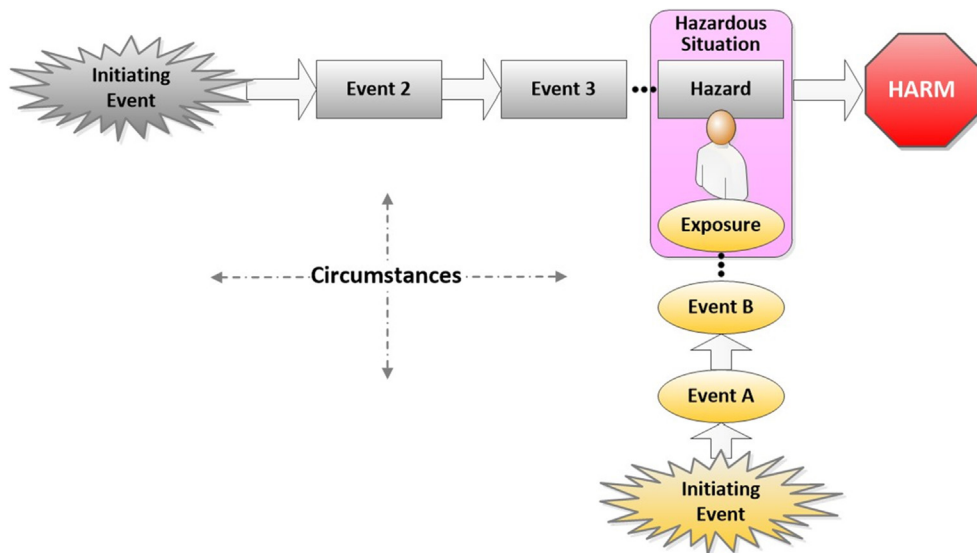 Hazardous
Situation
Initiating
Event
Event 2
Event 3
Hazard
HARM
Exposure
Circumstances
Event B
Event A
Initiating
Event